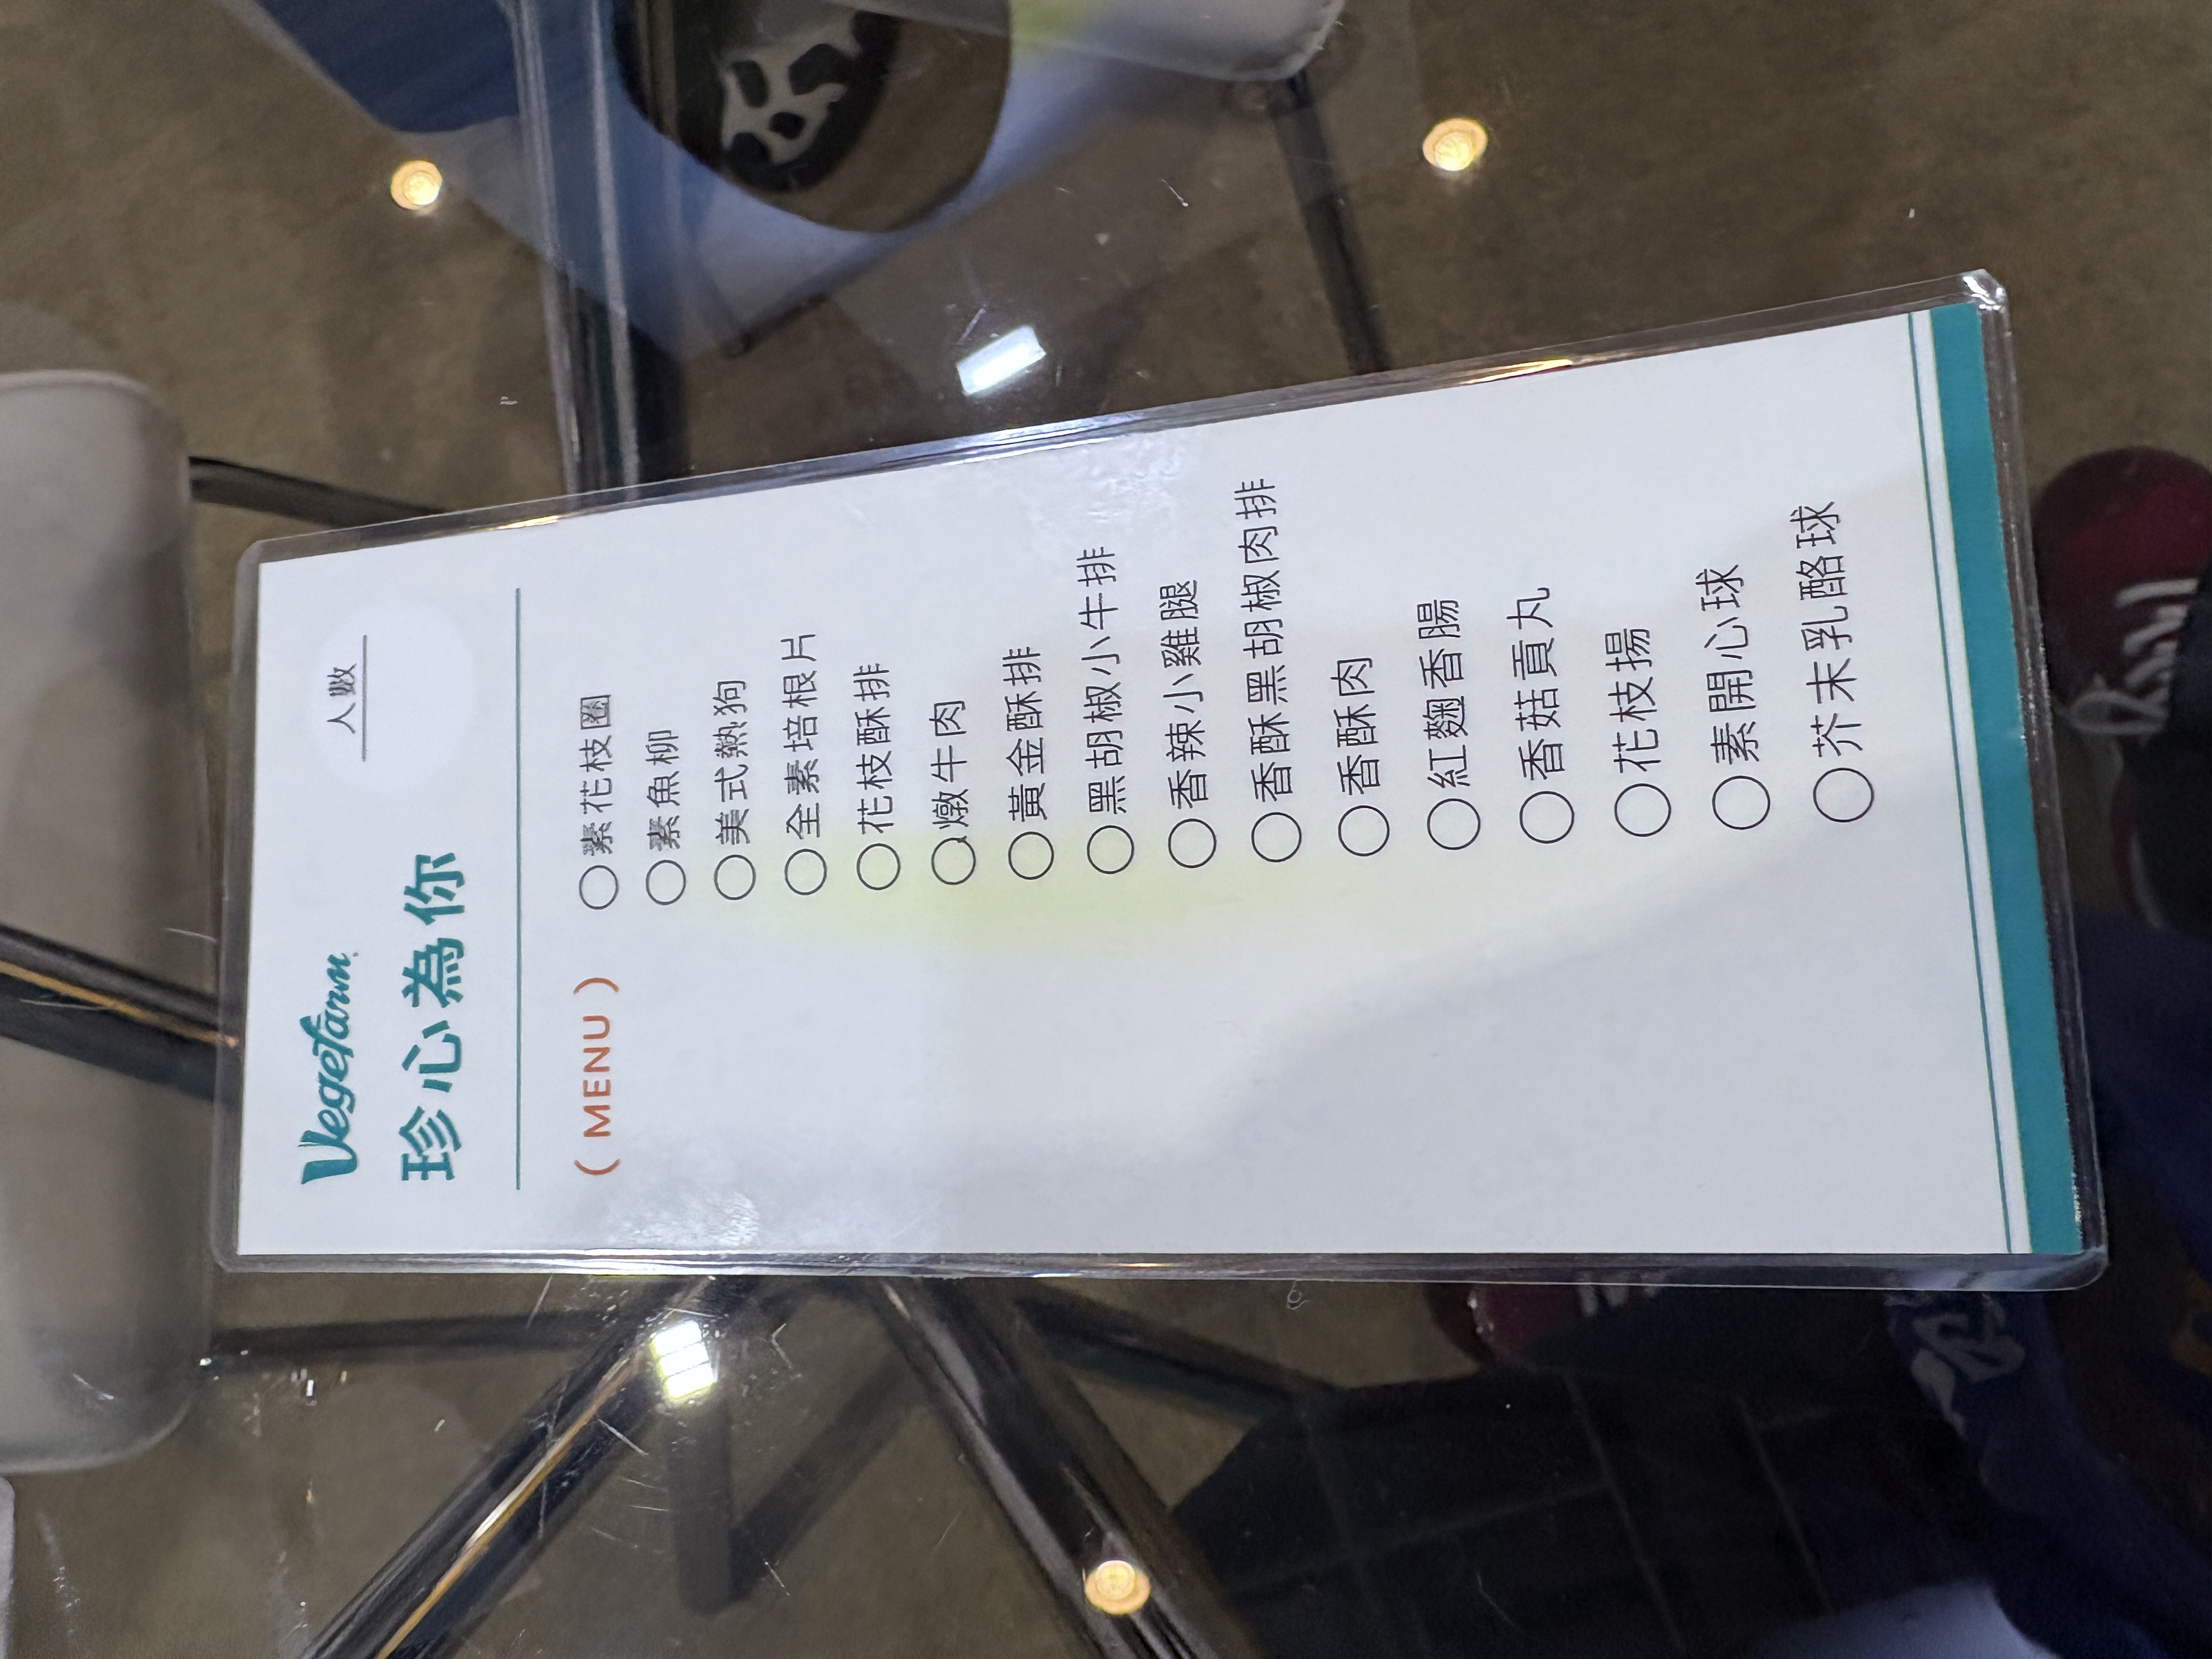 Vegefarm
人數
珍心為你
( MENU )
素花枝圈
素魚柳
美式熱狗
全素培根片
花枝酥排
燉牛肉
黃金酥排
黑胡椒小牛排
香辣小雞腿
香酥黑胡椒肉排
香酥肉
紅麴香腸
香菇貢丸
花枝揚
素開心球
芥末乳酪球